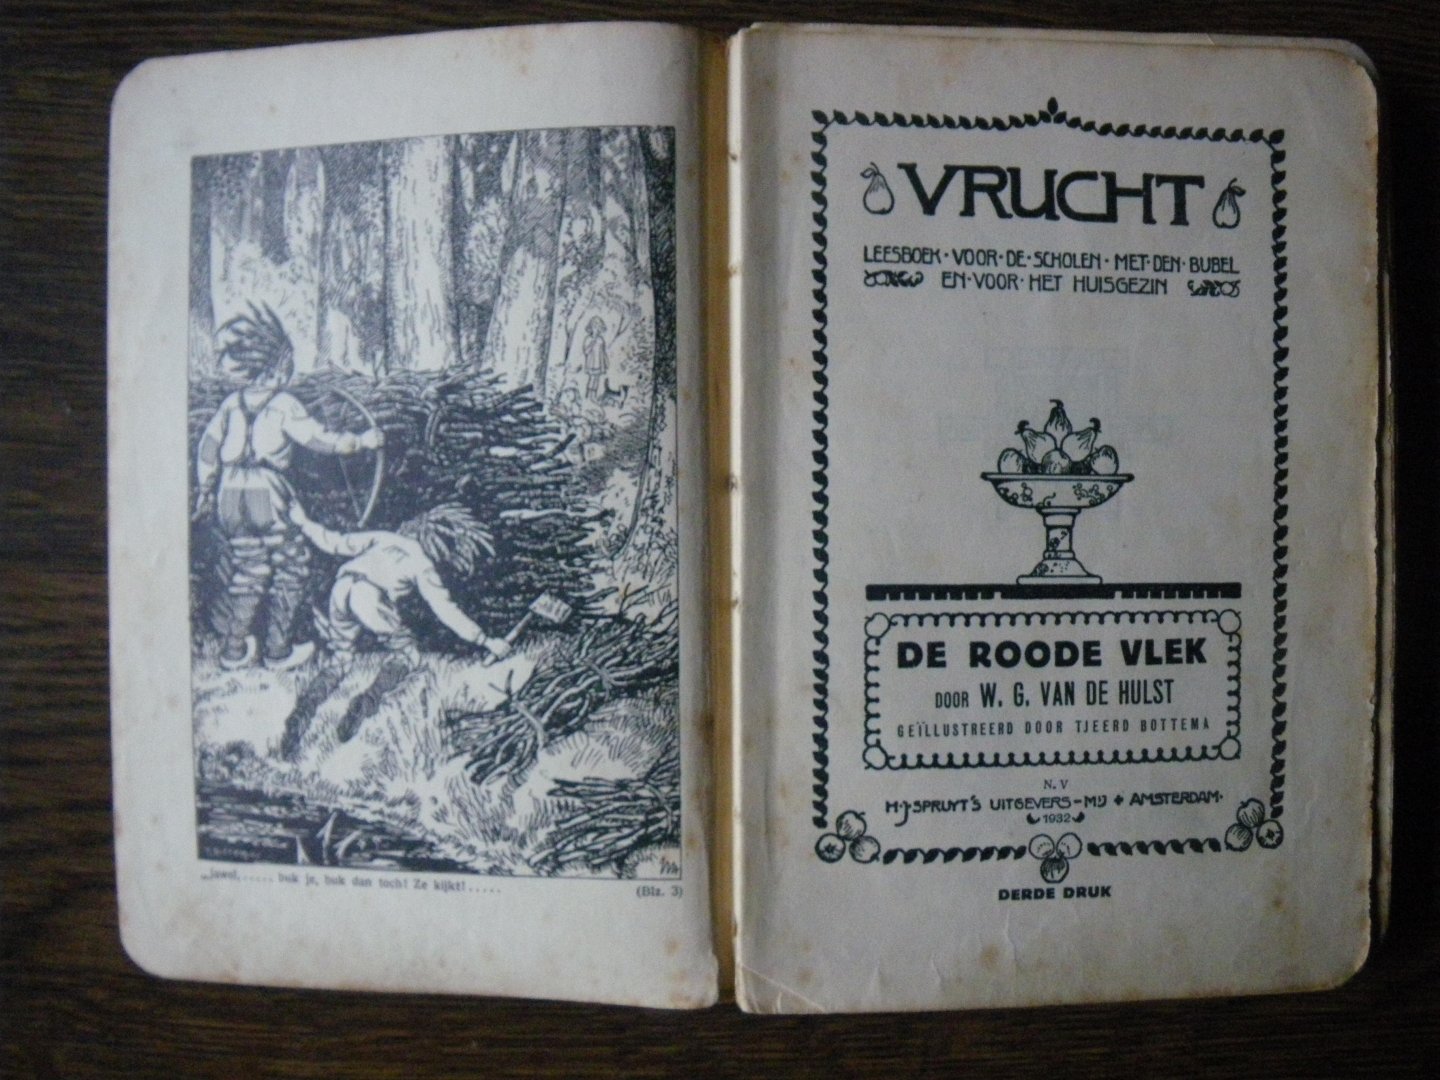 „Jawel, ..... buk je, buk dan toch! Ze kijkt! .....
(Blz. 3)
VRUCHT
LEESBOEK · VOOR · DE · SCHOLEN · MET · DEN · BIJBEL
EN · VOOR · HET HUISGEZIN
DE ROODE VLEK
DOOR W. G. VAN DE HULST
GEÏLLUSTREERD DOOR TJEERD BOTTEMA
N. V
H. J. SPRUYT'S UITGEVERS-MIJ + AMSTERDAM.
1932
DERDE DRUK